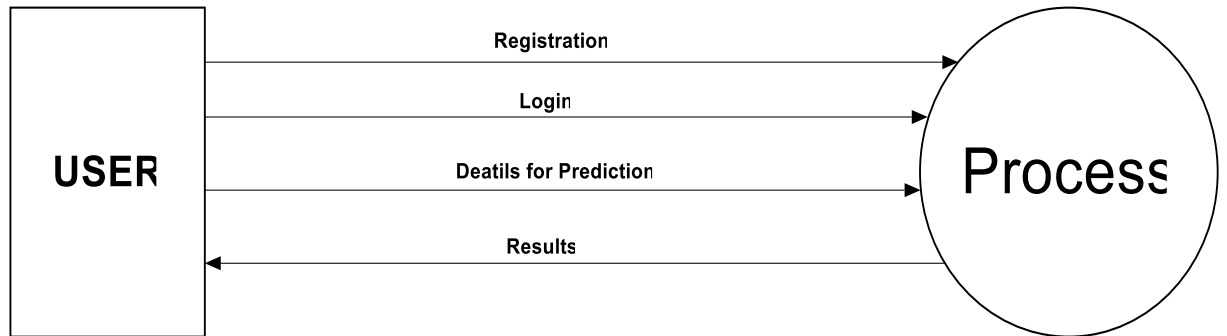 Registration
Login
USER
Process
Deatils for Prediction
Results